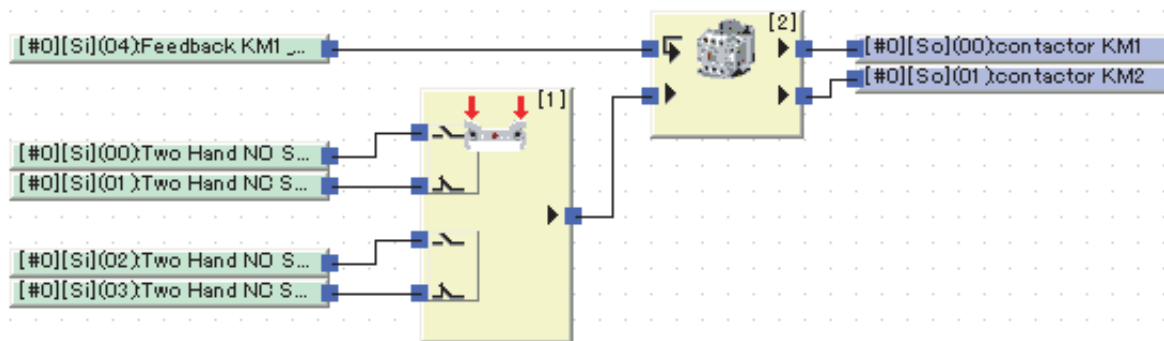 [#0][Si](04):Feedback KM1 _...
[2]
[#0][So](00):contactor KM1
[#0][So](01):contactor KM2
[1]
[#0][Si](00):Two Hand NO S...
[#0][Si](01):Two Hand NC S...
[#0][Si](02):Two Hand NO S...
[#0][Si](03):Two Hand NC S...